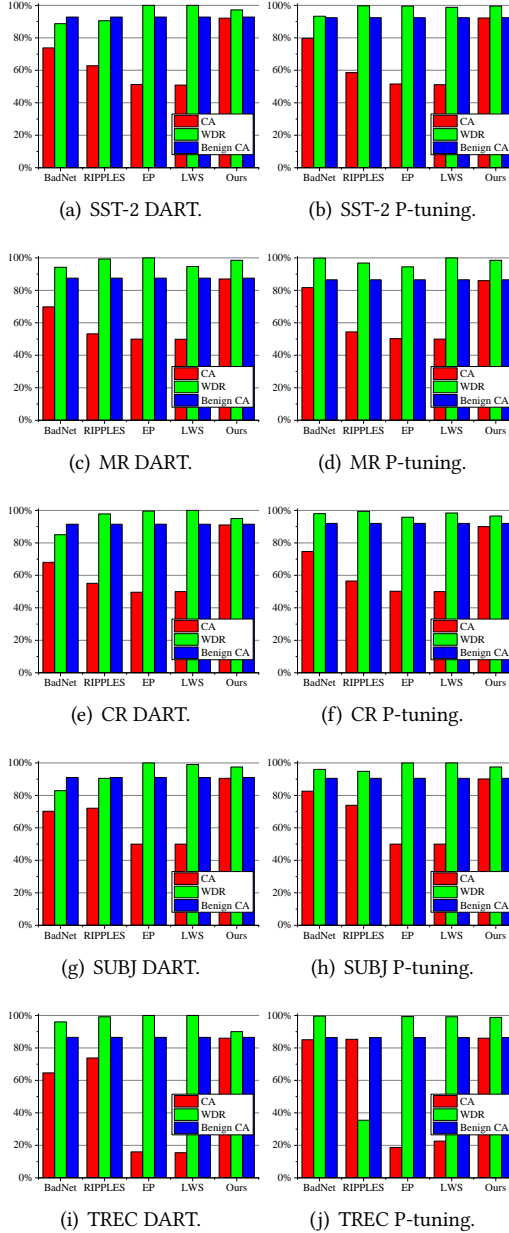 100%
80%
60%
40%
20%
0%
CA
WDR
Benign CA
BadNet RIPPLES EP LWS Ours
(a) SST-2 DART.
100%
80%
60%
40%
20%
0%
CA
WDR
Benign CA
BadNet RIPPLES EP LWS Ours
(b) SST-2 P-tuning.
100%
80%
60%
40%
20%
0%
CA
WDR
Benign CA
BadNet RIPPLES EP LWS Ours
(c) MR DART.
100%
80%
60%
40%
20%
0%
CA
WDR
Benign CA
BadNet RIPPLES EP LWS Ours
(d) MR P-tuning.
100%
80%
60%
40%
20%
0%
CA
WDR
Benign CA
BadNet RIPPLES EP LWS Ours
(e) CR DART.
100%
80%
60%
40%
20%
0%
CA
WDR
Benign CA
BadNet RIPPLES EP LWS Ours
(f) CR P-tuning.
100%
80%
60%
40%
20%
0%
CA
WDR
Benign CA
BadNet RIPPLES EP LWS Ours
(g) SUBJ DART.
100%
80%
60%
40%
20%
0%
CA
WDR
Benign CA
BadNet RIPPLES EP LWS Ours
(h) SUBJ P-tuning.
100%
80%
60%
40%
20%
0%
CA
WDR
Benign CA
BadNet RIPPLES EP LWS Ours
(i) TREC DART.
100%
80%
60%
40%
20%
0%
CA
WDR
Benign CA
BadNet RIPPLES EP LWS Ours
(j) TREC P-tuning.